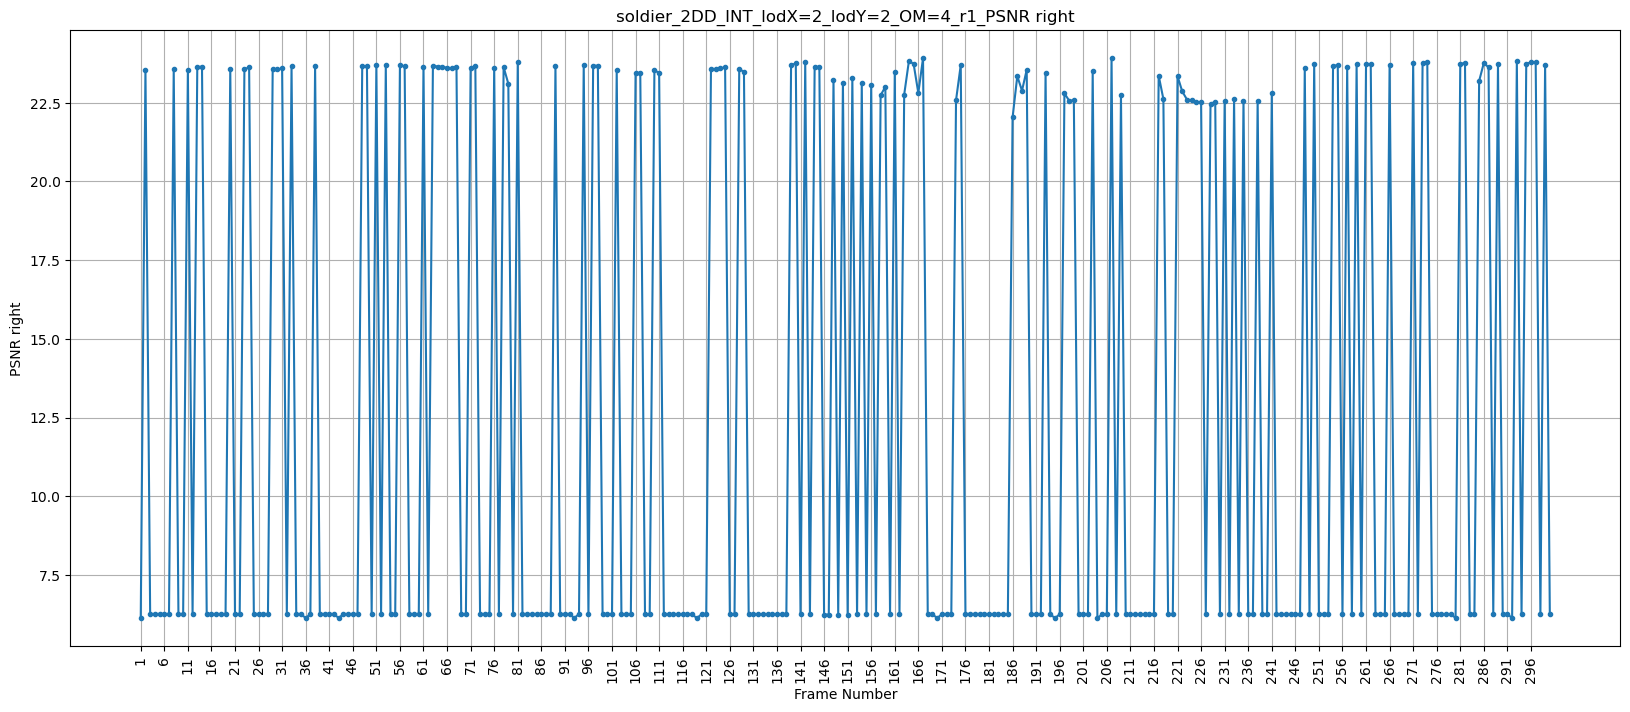 soldier_2DD_INT_lodX=2_lodY=2_OM=4_r1_PSNR right
PSNR right
22.5
20.0
17.5
15.0
12.5
10.0
7.5
1 6 11 16 21 26 31 36 41 46 51 56 61 66 71 76 81 86 91 96 101 106 111 116 121 126 131 136 141 146 151 156 161 166 171 176 181 186 191 196 201 206 211 216 221 226 231 236 241 246 251 256 261 266 271 276 281 286 291 296
Frame Number